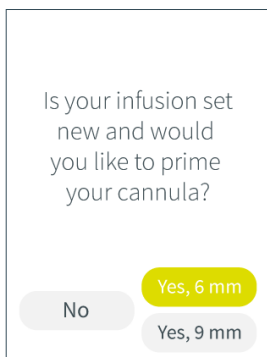 Is your infusion set
new and would
you like to prime
your cannula?
Yes, 6 mm
No
Yes, 9 mm